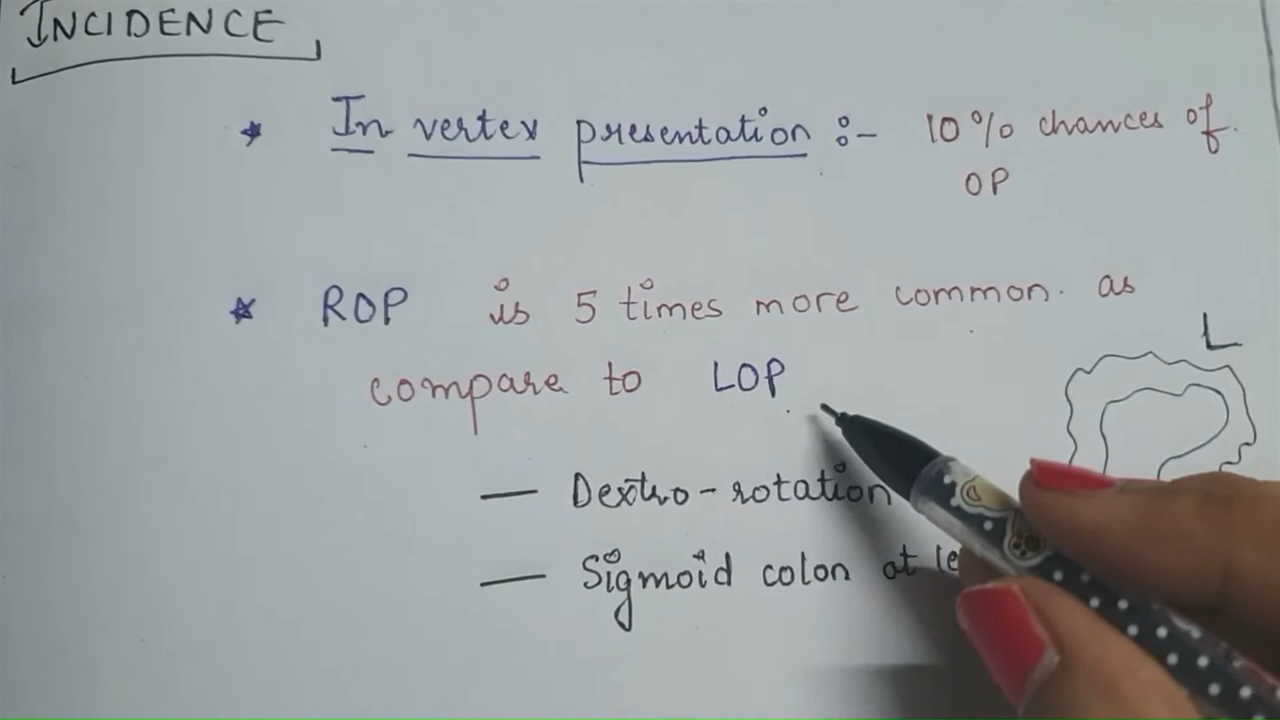 INCIDENCE
* In vertex presentation :- 10% chances of
OP
* ROP is 5 times more common. as
compare to LOP
L
— Dextro-rotation
— Sigmoid colon at